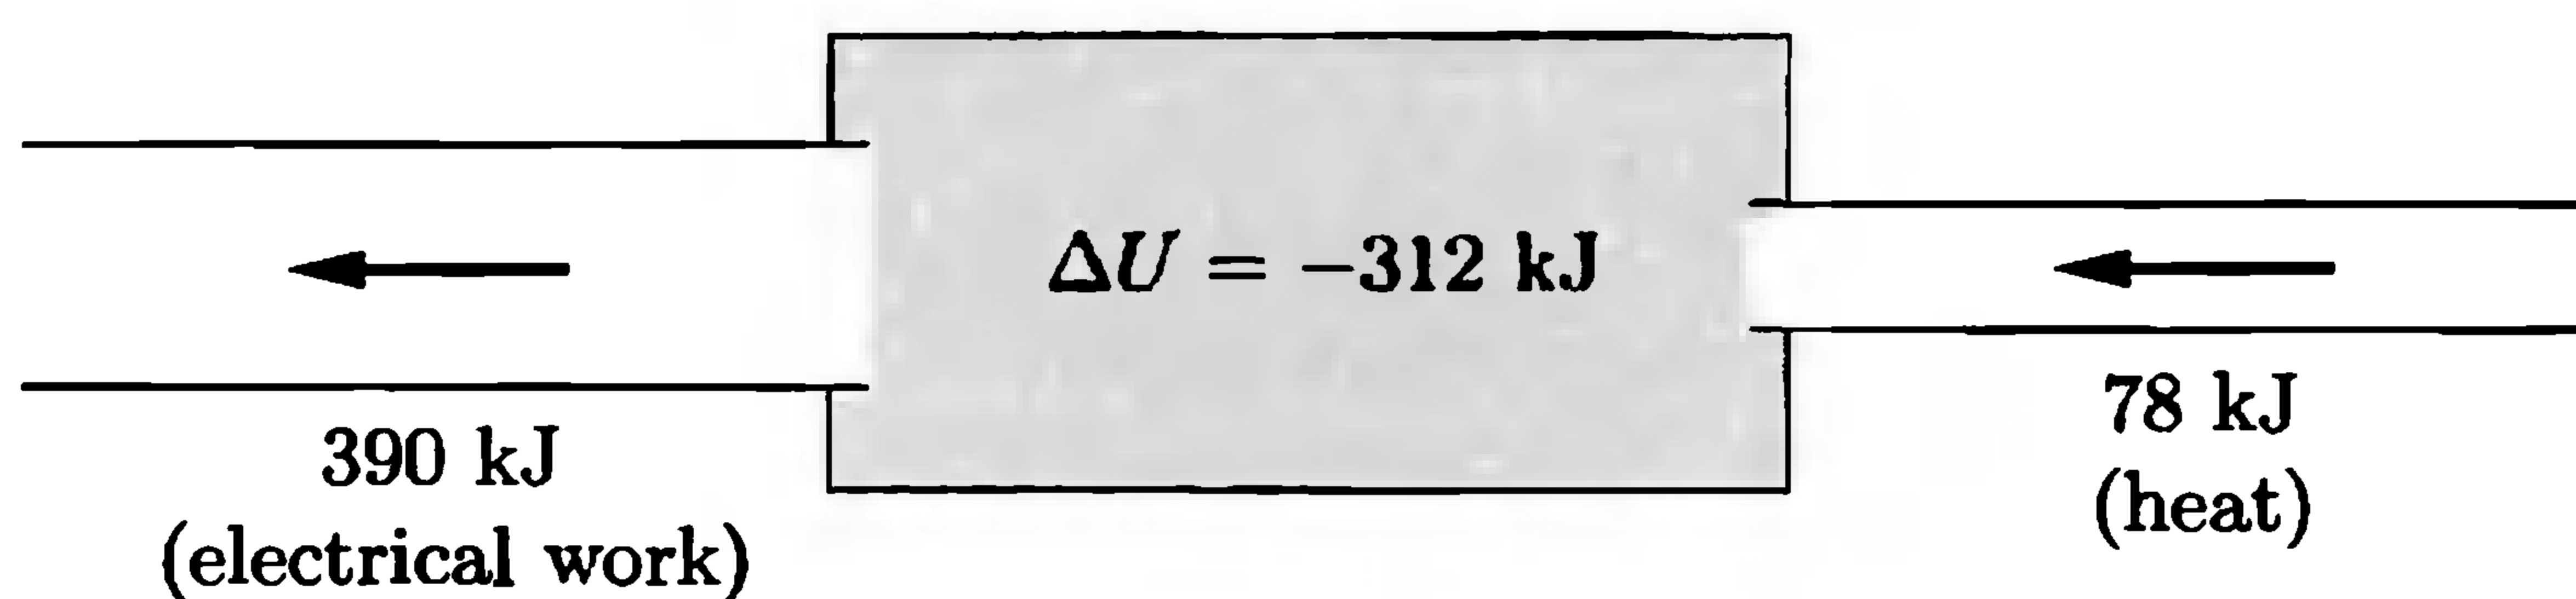 ΔU = −312 kJ
390 kJ
(electrical work)
78 kJ
(heat)